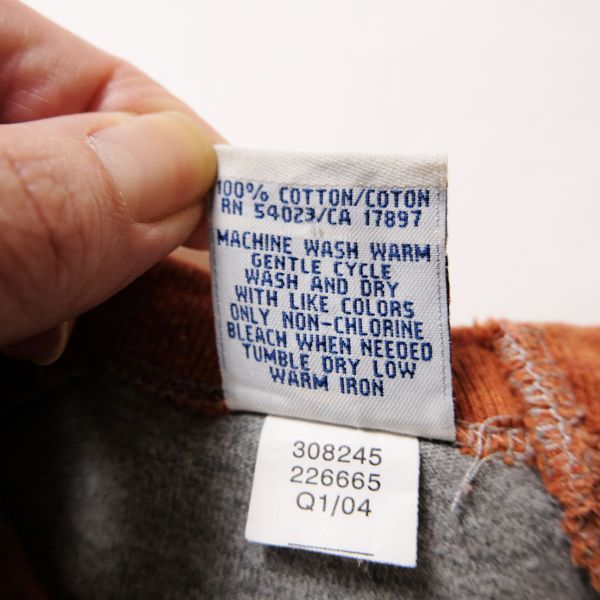 100% COTTON/COTON
RN 54023/CA 17897
MACHINE WASH WARM
GENTLE CYCLE
WASH AND DRY
WITH LIKE COLORS
ONLY NON-CHLORINE
BLEACH WHEN NEEDED
TUMBLE DRY LOW
WARM IRON
308245
226665
Q1/04